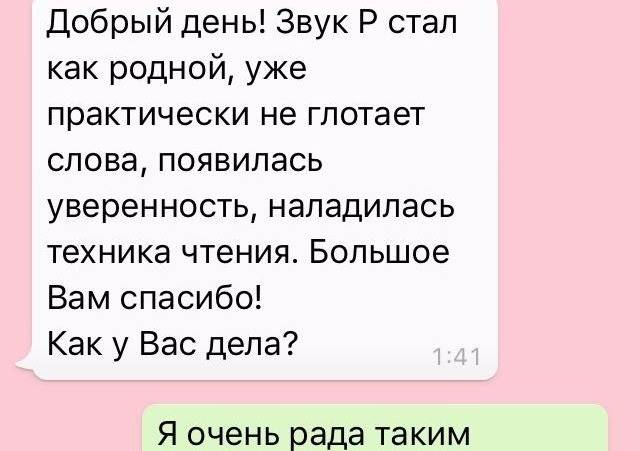 Добрый день! Звук Р стал
как родной, уже
практически не глотает
слова, появилась
уверенность, наладилась
техника чтения. Большое
Вам спасибо!
Как у Вас дела?
1:41
Я очень рада таким